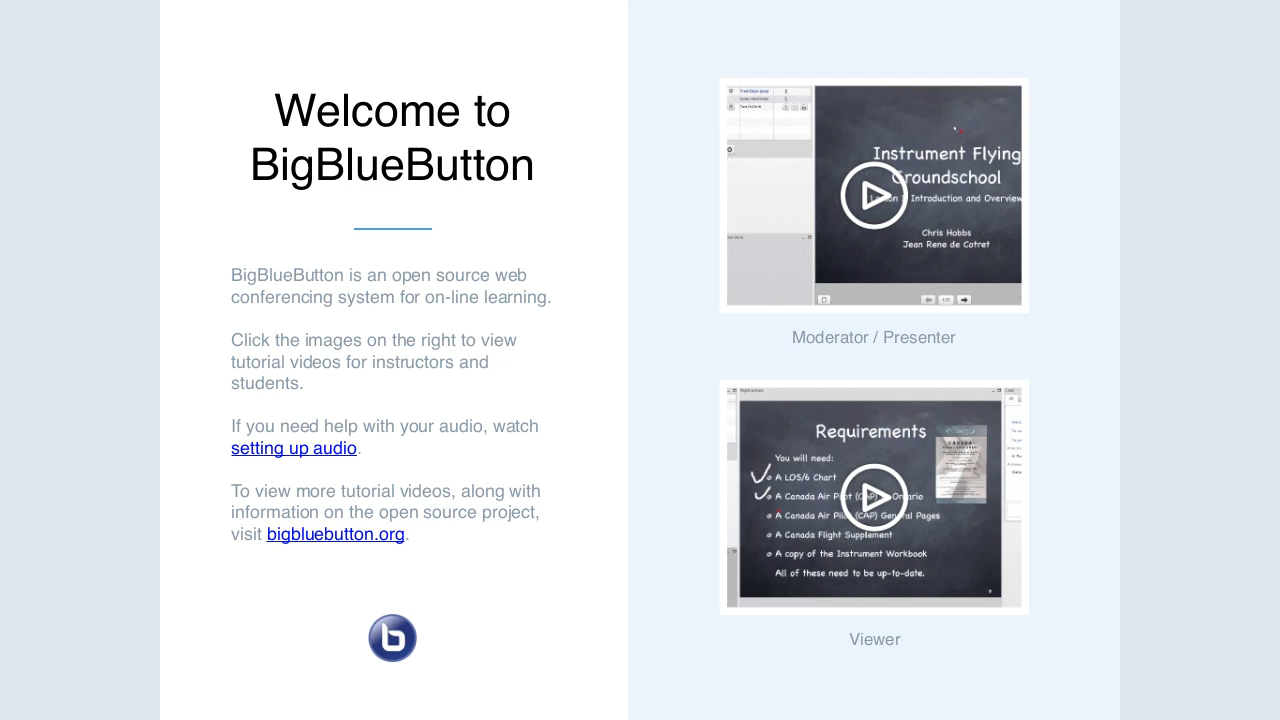 Welcome to
BigBlueButton
BigBlueButton is an open source web
conferencing system for on-line learning.
Click the images on the right to view
tutorial videos for instructors and
students.
If you need help with your audio, watch
setting up audio.
To view more tutorial videos, along with
information on the open source project,
visit bigbluebutton.org.
b
Instrument Flying
Groundschool
Introduction and Overview
Chris Hobbs
Jean Rene de Cotret
Moderator / Presenter
Requirements
You will need:
A LO5/6 Chart
A Canada Air Pilot (CAP) Ontario
A Canada Air Pilot (CAP) General Pages
A Canada Flight Supplement
A copy of the Instrument Workbook
All of these need to be up-to-date.
CANADA
Viewer